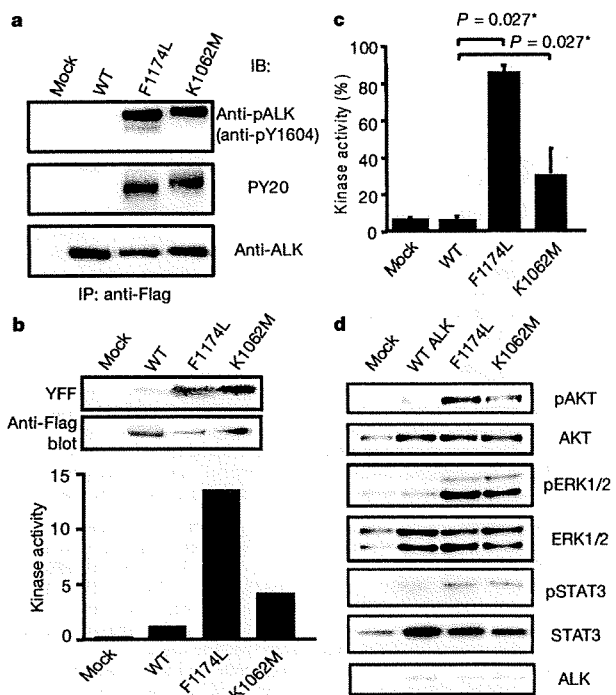 a
Mock
WT
F1174L
K1062M
IB:
Anti-pALK
(anti-pY1604)
PY20
Anti-ALK
IP: anti-Flag
b
Mock
WT
F1174L
K1062M
YFF
Anti-Flag
blot
Kinase activity
15
10
5
0
Mock
WT
F1174L
K1062M
c
P = 0.027*
P = 0.027*
Kinase activity (%)
100
80
60
40
20
0
Mock
WT
F1174L
K1062M
d
Mock
WT ALK
F1174L
K1062M
pAKT
AKT
pERK1/2
ERK1/2
pSTAT3
STAT3
ALK